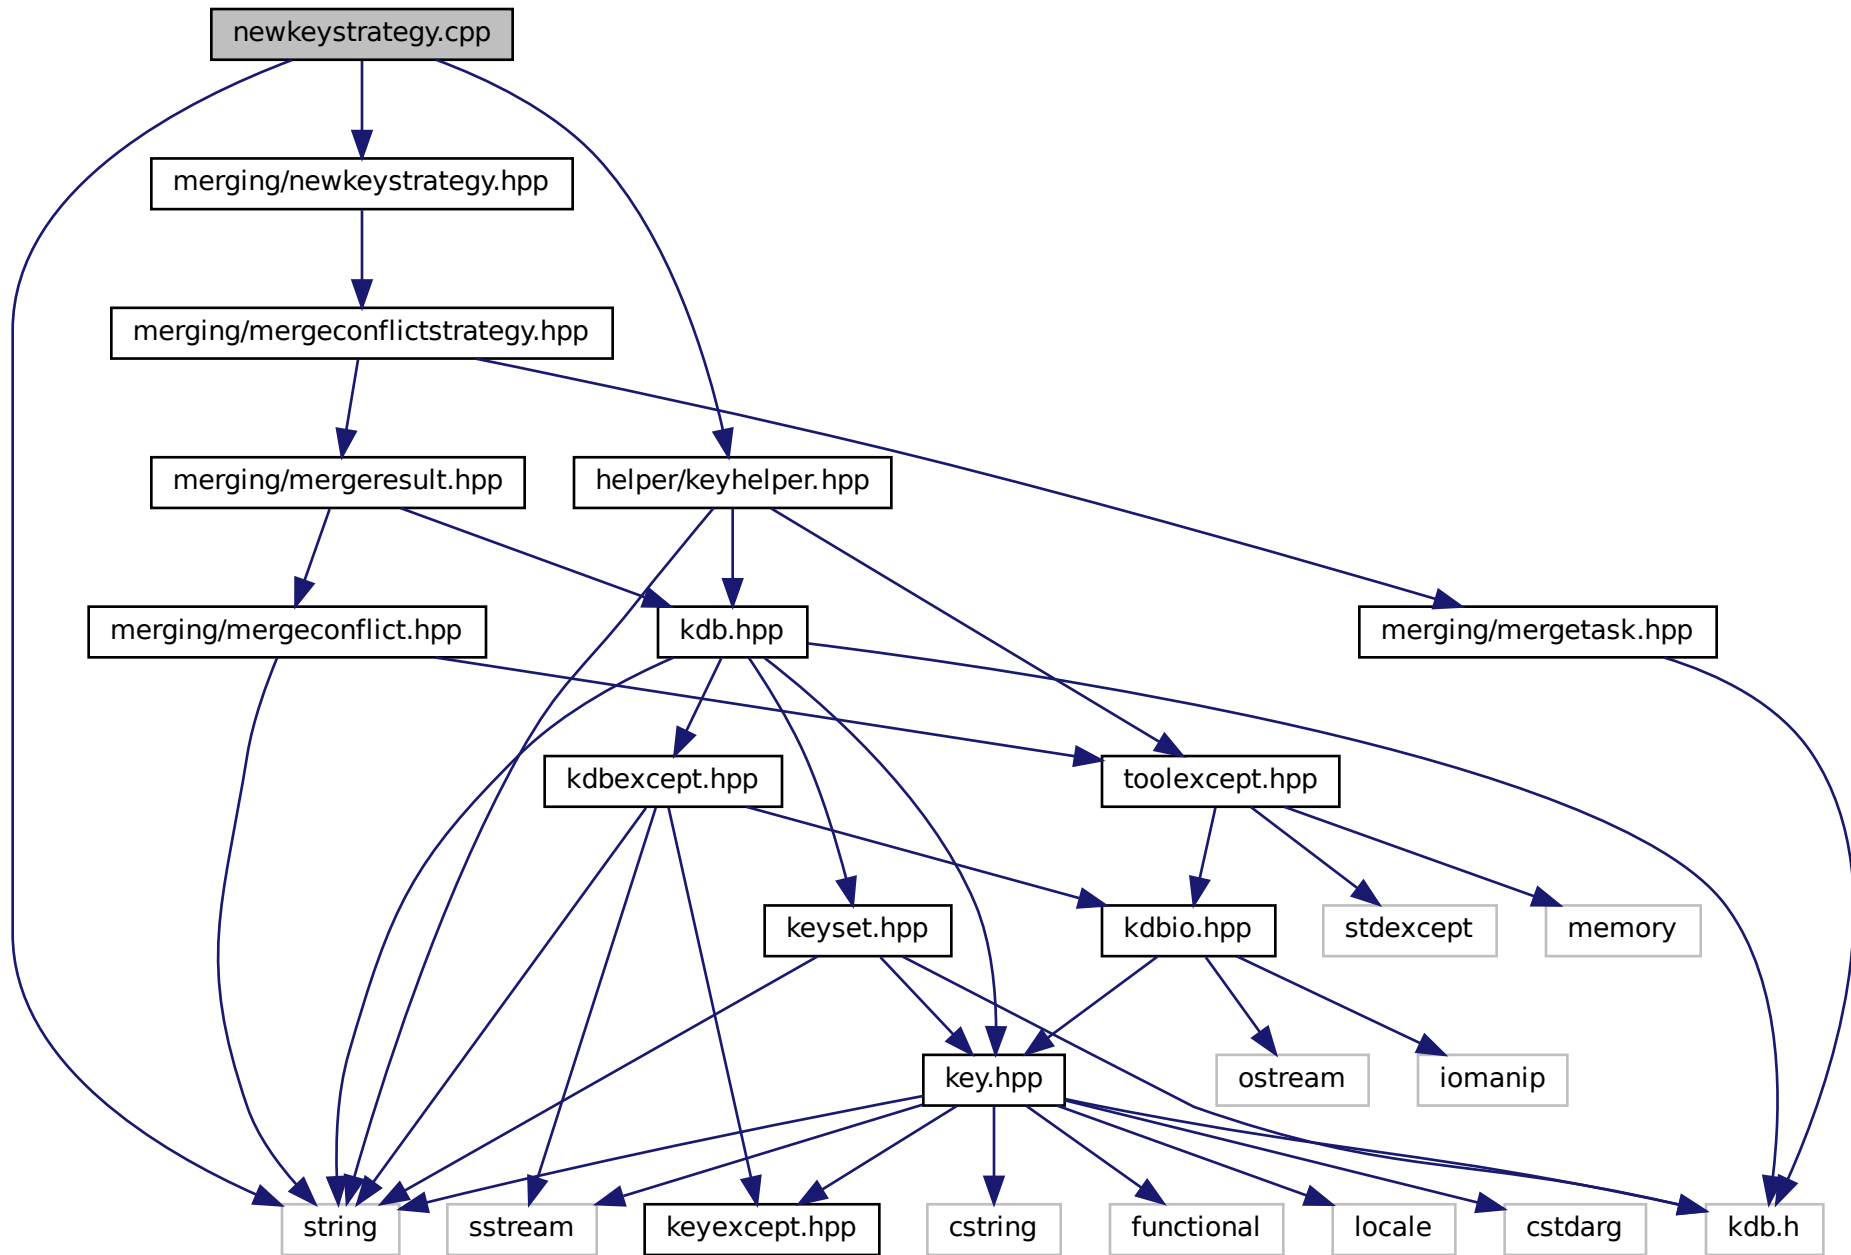 newkeystrategy.cpp
merging/newkeystrategy.hpp
merging/mergeconflictstrategy.hpp
merging/mergeresult.hpp
helper/keyhelper.hpp
merging/mergeconflict.hpp
kdb.hpp
merging/mergetask.hpp
kdbexcept.hpp
toolexcept.hpp
keyset.hpp
kdbio.hpp
stdexcept
memory
key.hpp
ostream
iomanip
string
sstream
keyexcept.hpp
cstring
functional
locale
cstdarg
kdb.h